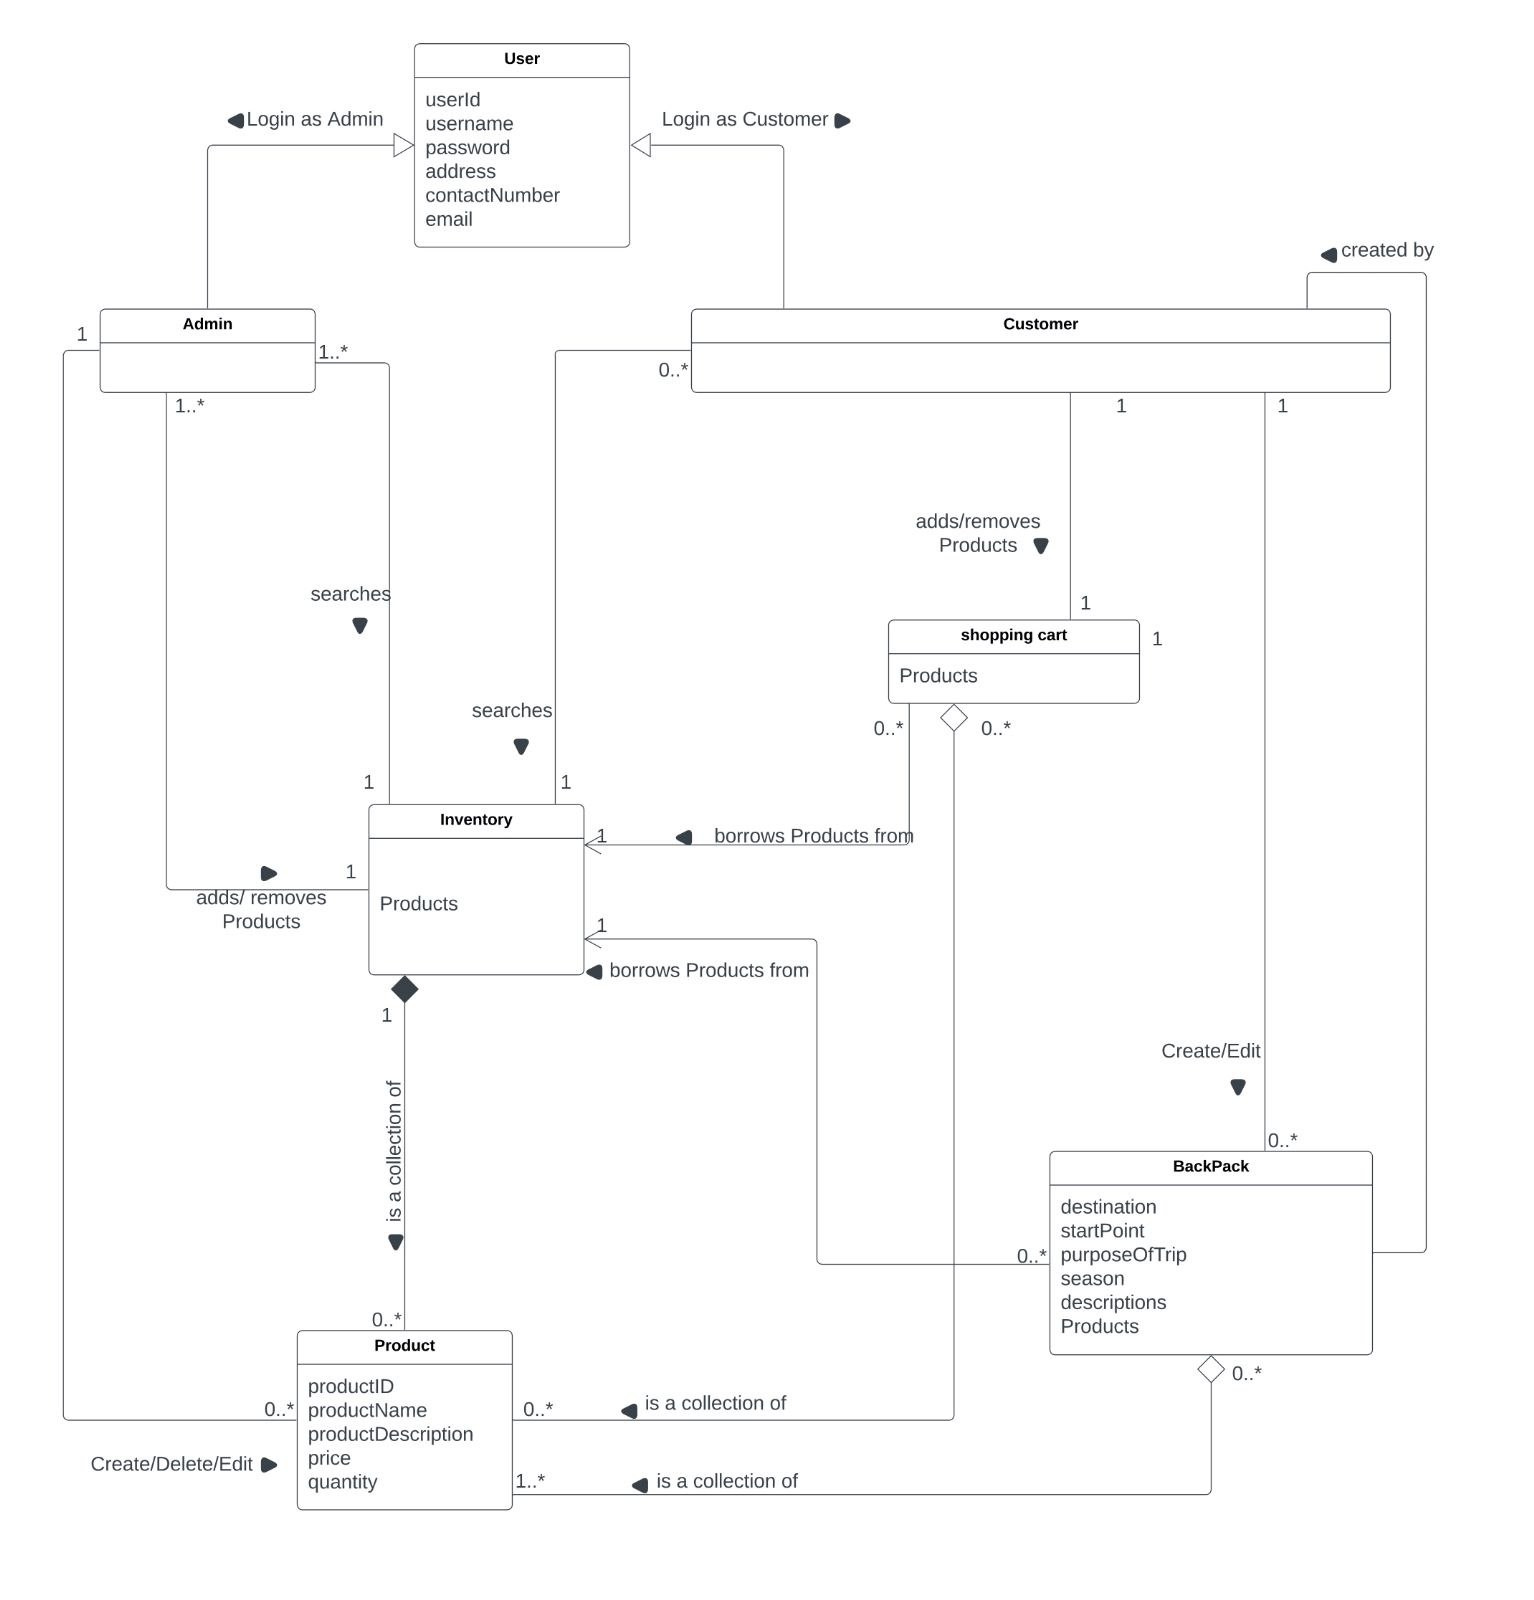 User
userId
username
password
address
contactNumber
email
Login as Admin
Login as Customer
created by
Admin
Customer
1
1..*
1..*
0..*
1
1
adds/removes
Products
searches
1
shopping cart
1
Products
searches
0..*
0..*
1
1
Inventory
1
borrows Products from
1
adds/ removes
Products
Products
1
borrows Products from
1
is a collection of
Create/Edit
0..*
BackPack
destination
startPoint
purposeOfTrip
season
descriptions
Products
0..*
0..*
0..*
Product
productID
productName
productDescription
price
quantity
0..*
0..*
is a collection of
Create/Delete/Edit
1..*
is a collection of